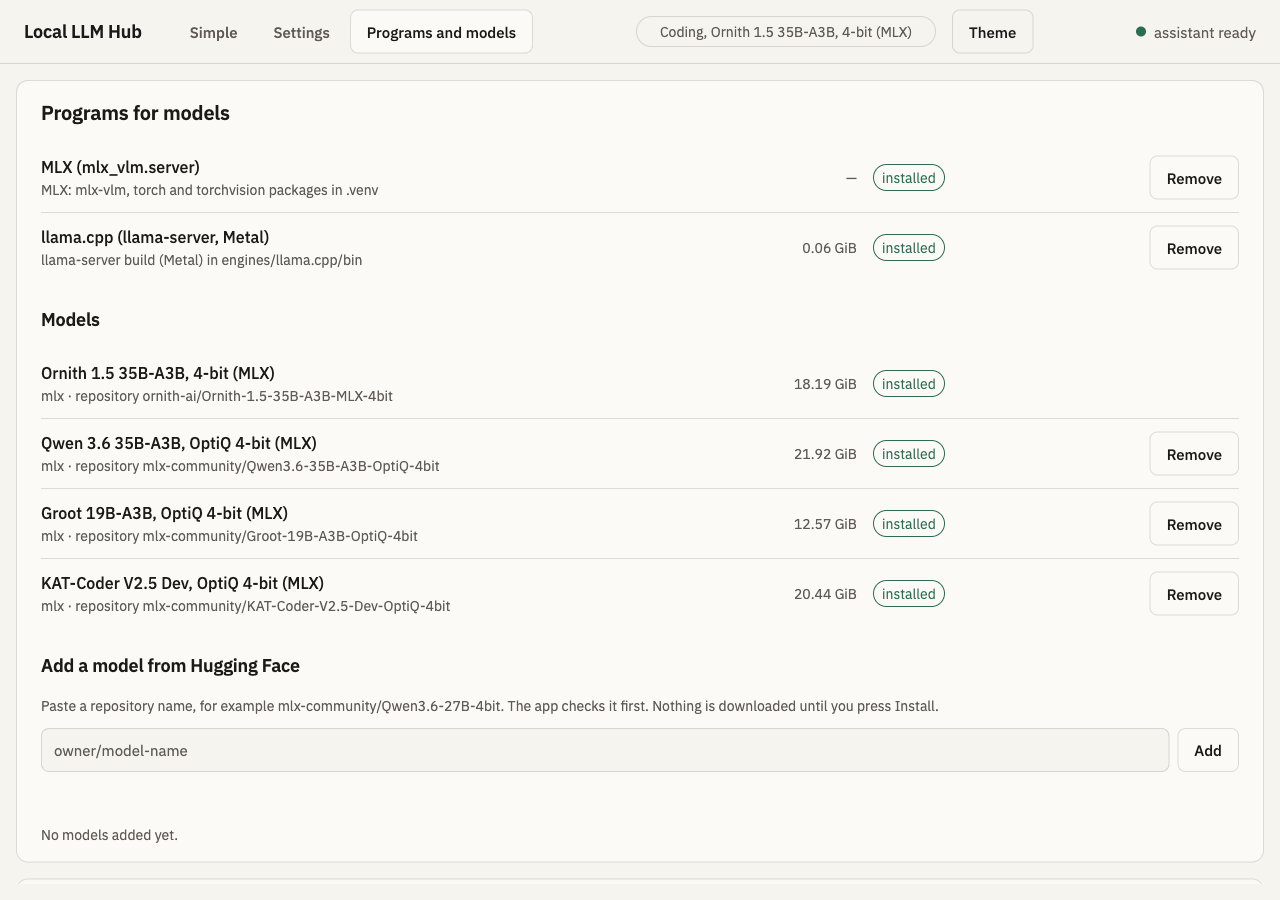 Local LLM Hub
Simple
Settings
Programs and models
Coding, Ornith 1.5 35B-A3B, 4-bit (MLX)
Theme
assistant ready
Programs for models
MLX (mlx_vlm.server)
MLX: mlx-vlm, torch and torchvision packages in .venv
—
installed
Remove
llama.cpp (llama-server, Metal)
llama-server build (Metal) in engines/llama.cpp/bin
0.06 GiB
installed
Remove
Models
Ornith 1.5 35B-A3B, 4-bit (MLX)
mlx · repository ornith-ai/Ornith-1.5-35B-A3B-MLX-4bit
18.19 GiB
installed
Qwen 3.6 35B-A3B, OptiQ 4-bit (MLX)
mlx · repository mlx-community/Qwen3.6-35B-A3B-OptiQ-4bit
21.92 GiB
installed
Remove
Groot 19B-A3B, OptiQ 4-bit (MLX)
mlx · repository mlx-community/Groot-19B-A3B-OptiQ-4bit
12.57 GiB
installed
Remove
KAT-Coder V2.5 Dev, OptiQ 4-bit (MLX)
mlx · repository mlx-community/KAT-Coder-V2.5-Dev-OptiQ-4bit
20.44 GiB
installed
Remove
Add a model from Hugging Face
Paste a repository name, for example mlx-community/Qwen3.6-27B-4bit. The app checks it first. Nothing is downloaded until you press Install.
owner/model-name
Add
No models added yet.